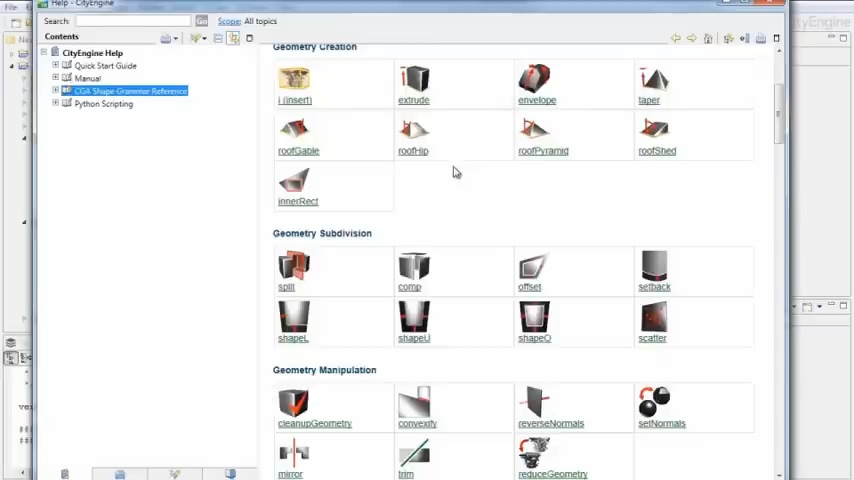 Help - CityEngine
Search: Go Scope: All topics
CityEngine
Contents
CityEngine Help
Quick Start Guide
Manual
CGA Shape Grammar Reference
Python Scripting
Geometry Creation
i (insert) extrude envelope taper
roofGable roofHip roofPyramid roofShed
innerRect
Geometry Subdivision
split comp offset setback
shapeL shapeU shapeO scatter
Geometry Manipulation
cleanupGeometry convexify reverseNormals setNormals
mirror trim reduceGeometry